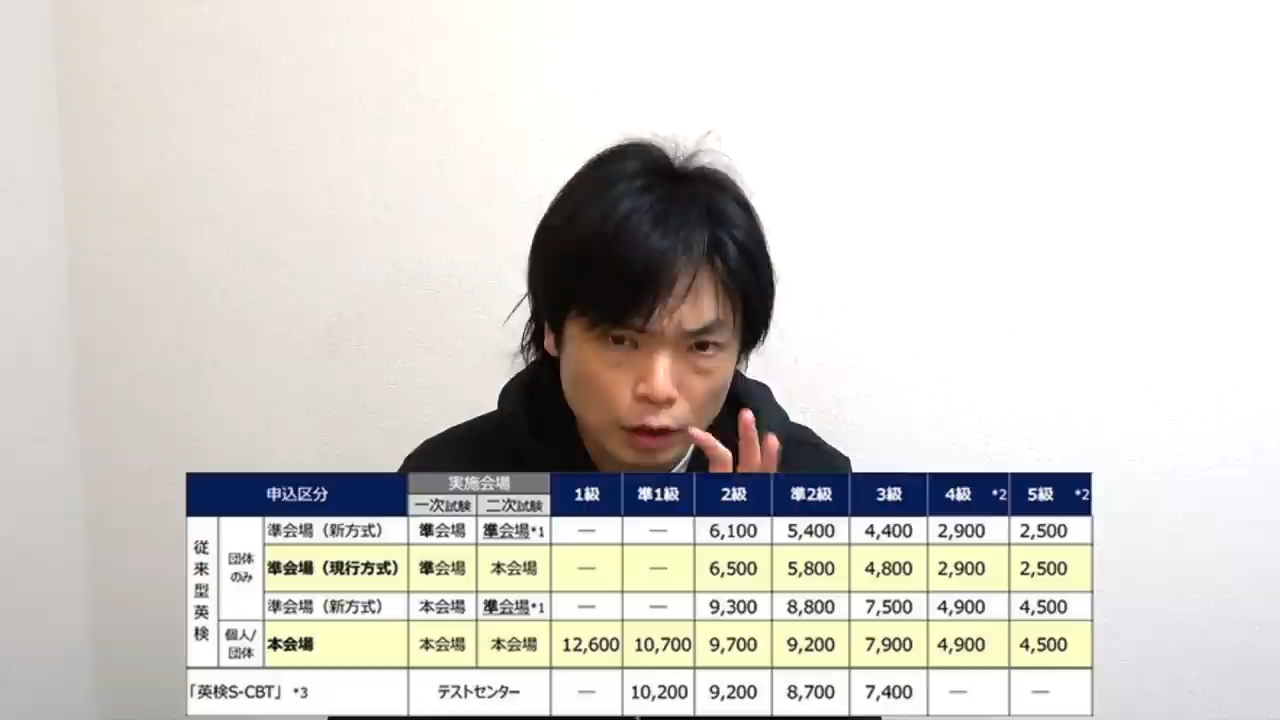 申込区分 実施会場 1級 準1級 2級 準2級 3級 4級 *2 5級 *2
一次試験 二次試験
従来型英検
団体のみ
準会場（新方式） 準会場 準会場*1 — — 6,100 5,400 4,400 2,900 2,500
準会場（現行方式） 準会場 本会場 — — 6,500 5,800 4,800 2,900 2,500
準会場（新方式） 本会場 準会場*1 — — 9,300 8,800 7,500 4,900 4,500
個人/団体
本会場 本会場 本会場 12,600 10,700 9,700 9,200 7,900 4,900 4,500
「英検S-CBT」 *3 テストセンター — 10,200 9,200 8,700 7,400 — —